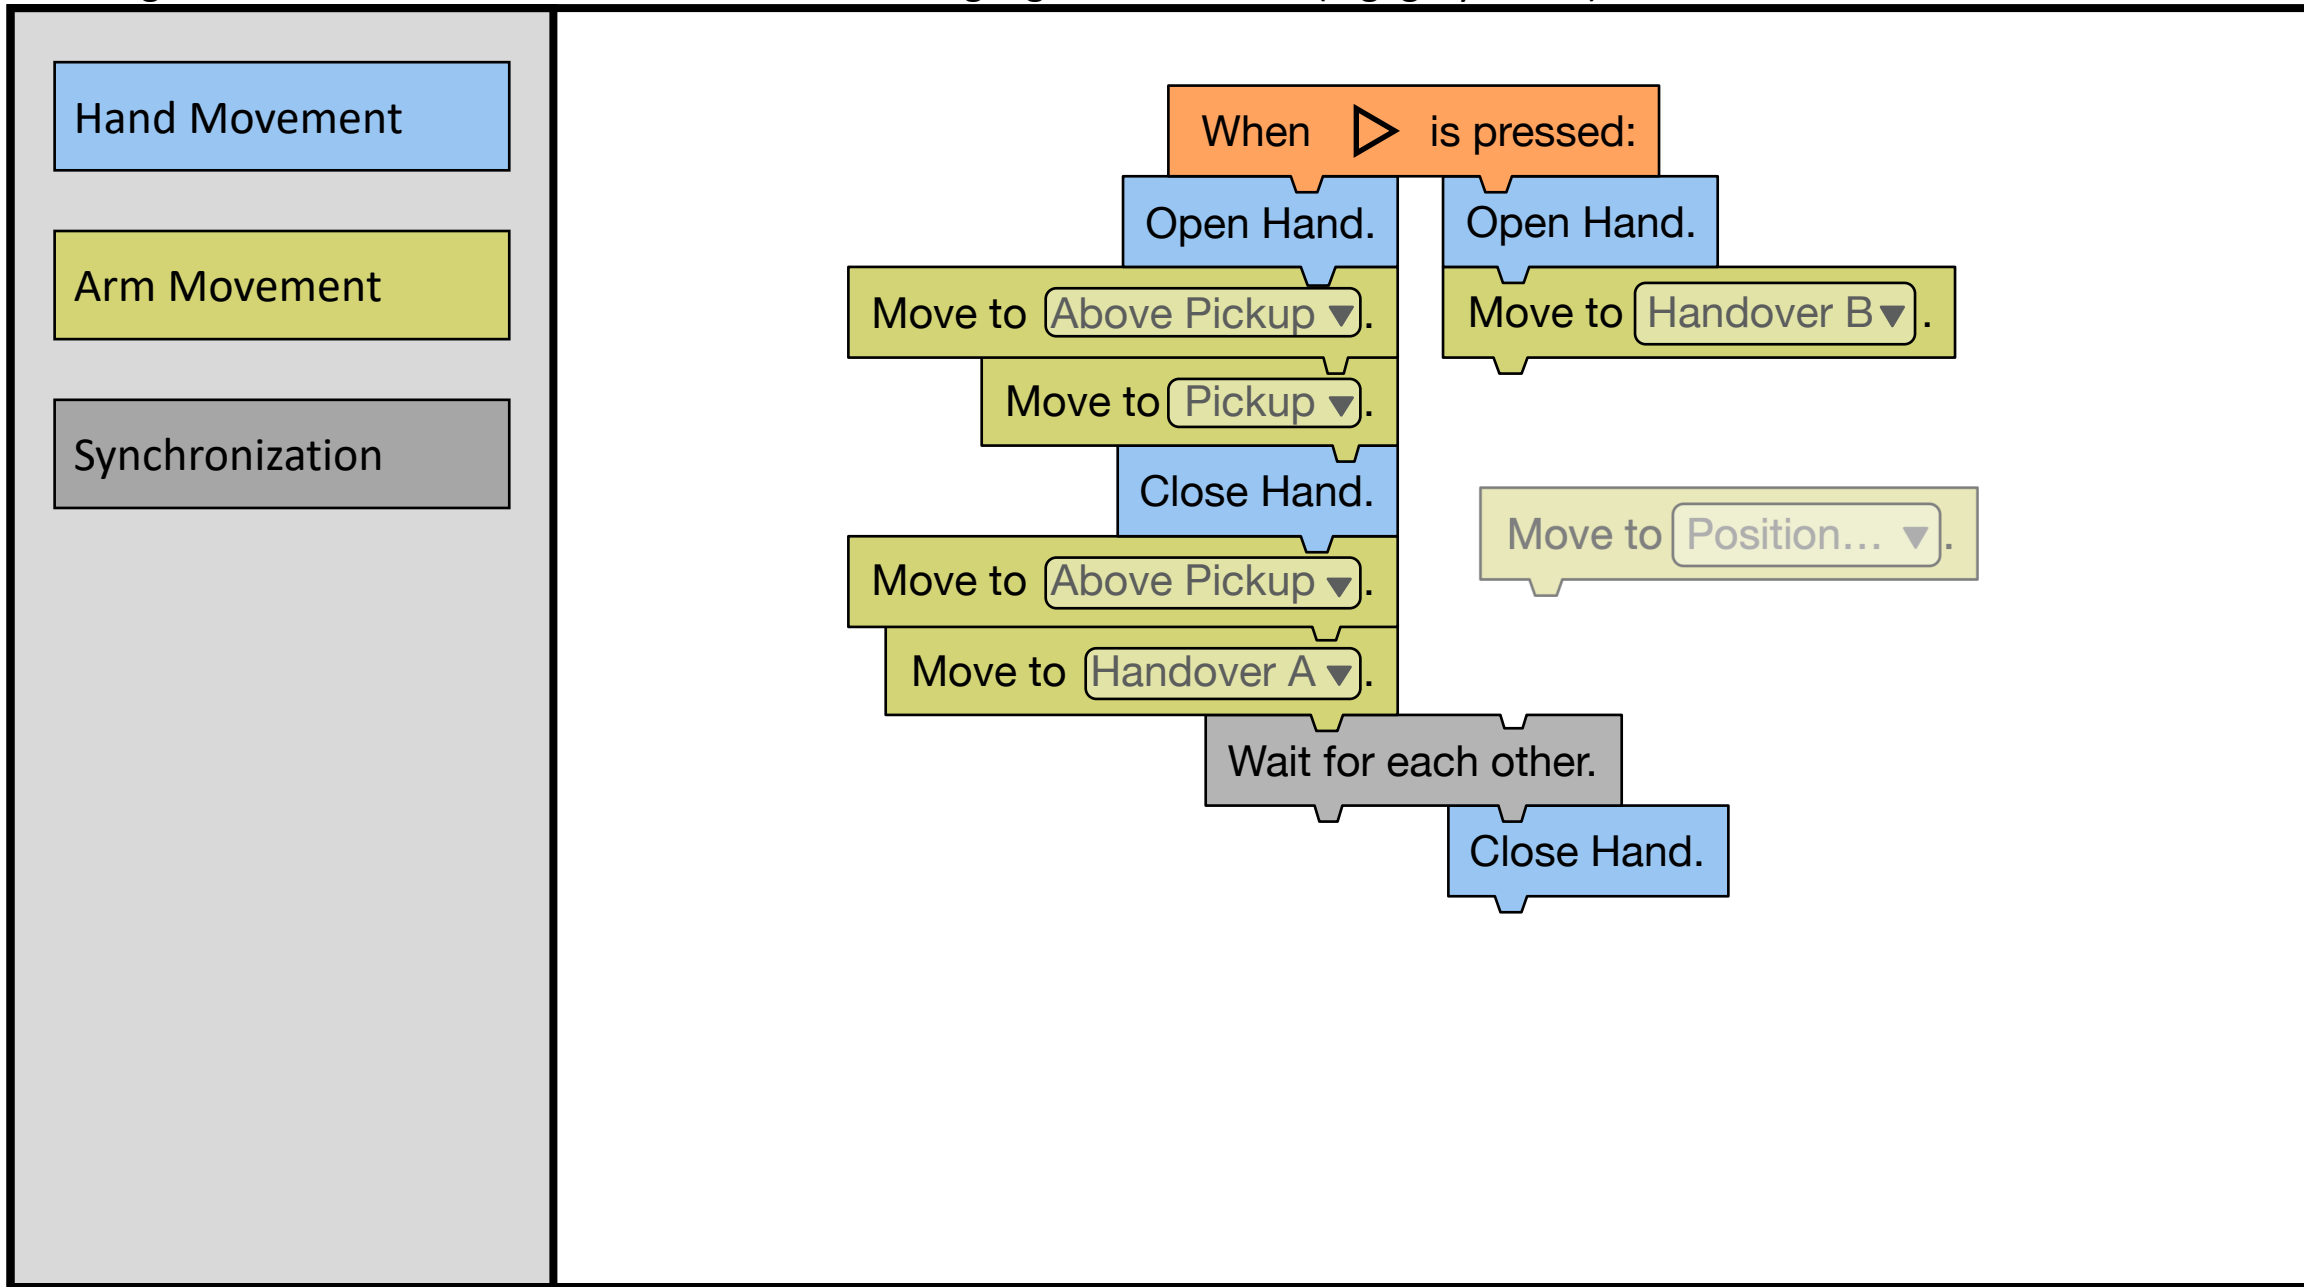 Hand Movement
Arm Movement
Synchronization
When is pressed:
Open Hand.
Open Hand.
Move to Above Pickup ▼.
Move to Handover B▼.
Move to Pickup ▼.
Close Hand.
Move to Position... ▼.
Move to Above Pickup ▼.
Move to Handover A ▼.
Wait for each other.
Close Hand.